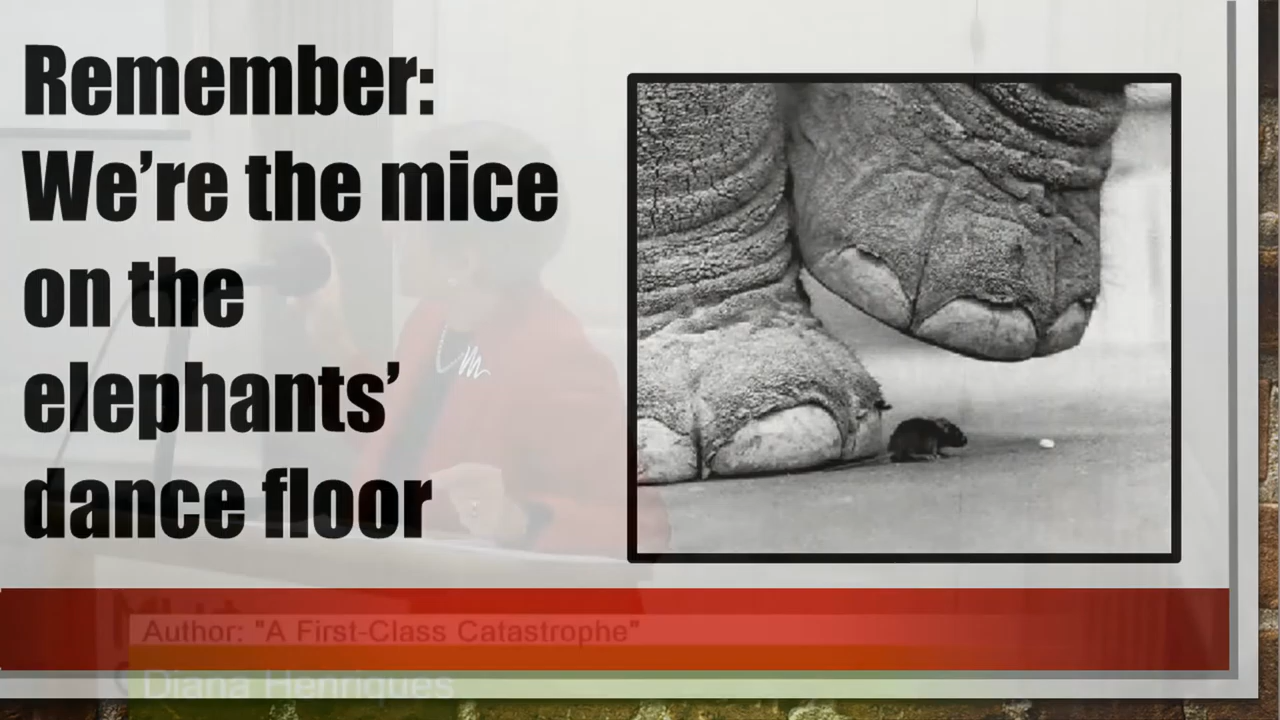 Remember:
We're the mice
on the
elephants'
dance floor
Author: "A First-Class Catastrophe"
Diana Henriques